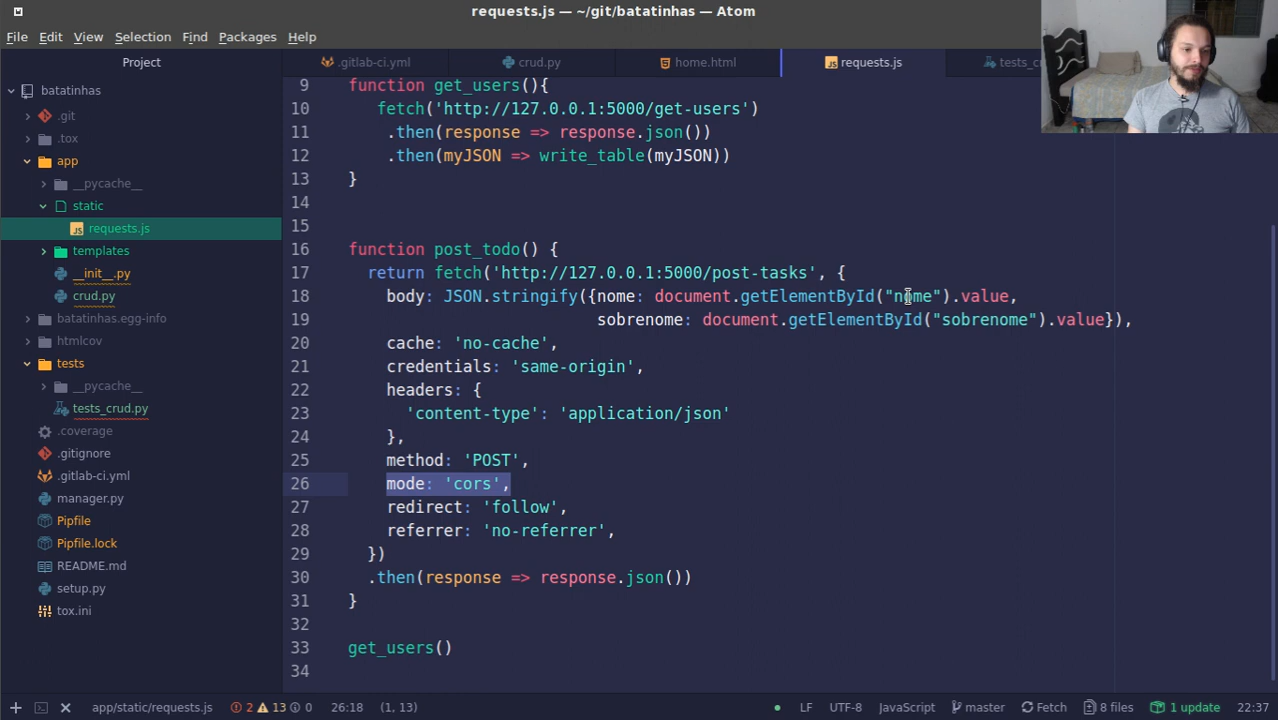 requests.js — ~/git/batatinhas — Atom
File Edit View Selection Find Packages Help
Project
.gitlab-ci.yml
crud.py
home.html
requests.js
tests_cr
batatinhas
.git
.tox
app
__pycache__
static
requests.js
templates
__init__.py
crud.py
batatinhas.egg-info
htmlcov
tests
__pycache__
tests_crud.py
.coverage
.gitignore
.gitlab-ci.yml
manager.py
Pipfile
Pipfile.lock
README.md
setup.py
tox.ini
9 function get_users(){
10 fetch('http://127.0.0.1:5000/get-users')
11 .then(response => response.json())
12 .then(myJSON => write_table(myJSON))
13 }
14
15
16 function post_todo() {
17 return fetch('http://127.0.0.1:5000/post-tasks', {
18 body: JSON.stringify({nome: document.getElementById("nome").value,
19 sobrenome: document.getElementById("sobrenome").value}),
20 cache: 'no-cache',
21 credentials: 'same-origin',
22 headers: {
23 'content-type': 'application/json'
24 },
25 method: 'POST',
26 mode: 'cors',
27 redirect: 'follow',
28 referrer: 'no-referrer',
29 })
30 .then(response => response.json())
31 }
32
33 get_users()
34
2 13 0 app/static/requests.js 26:18 (1, 13) LF UTF-8 JavaScript master Fetch 8 files 1 update 22:37